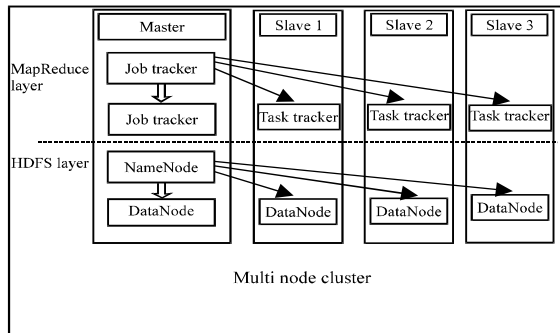 Master
Slave 1
Slave 2
Slave 3
MapReduce
layer
Job tracker
Job tracker
Task tracker
Task tracker
Task tracker
HDFS layer
NameNode
DataNode
DataNode
DataNode
DataNode
Multi node cluster